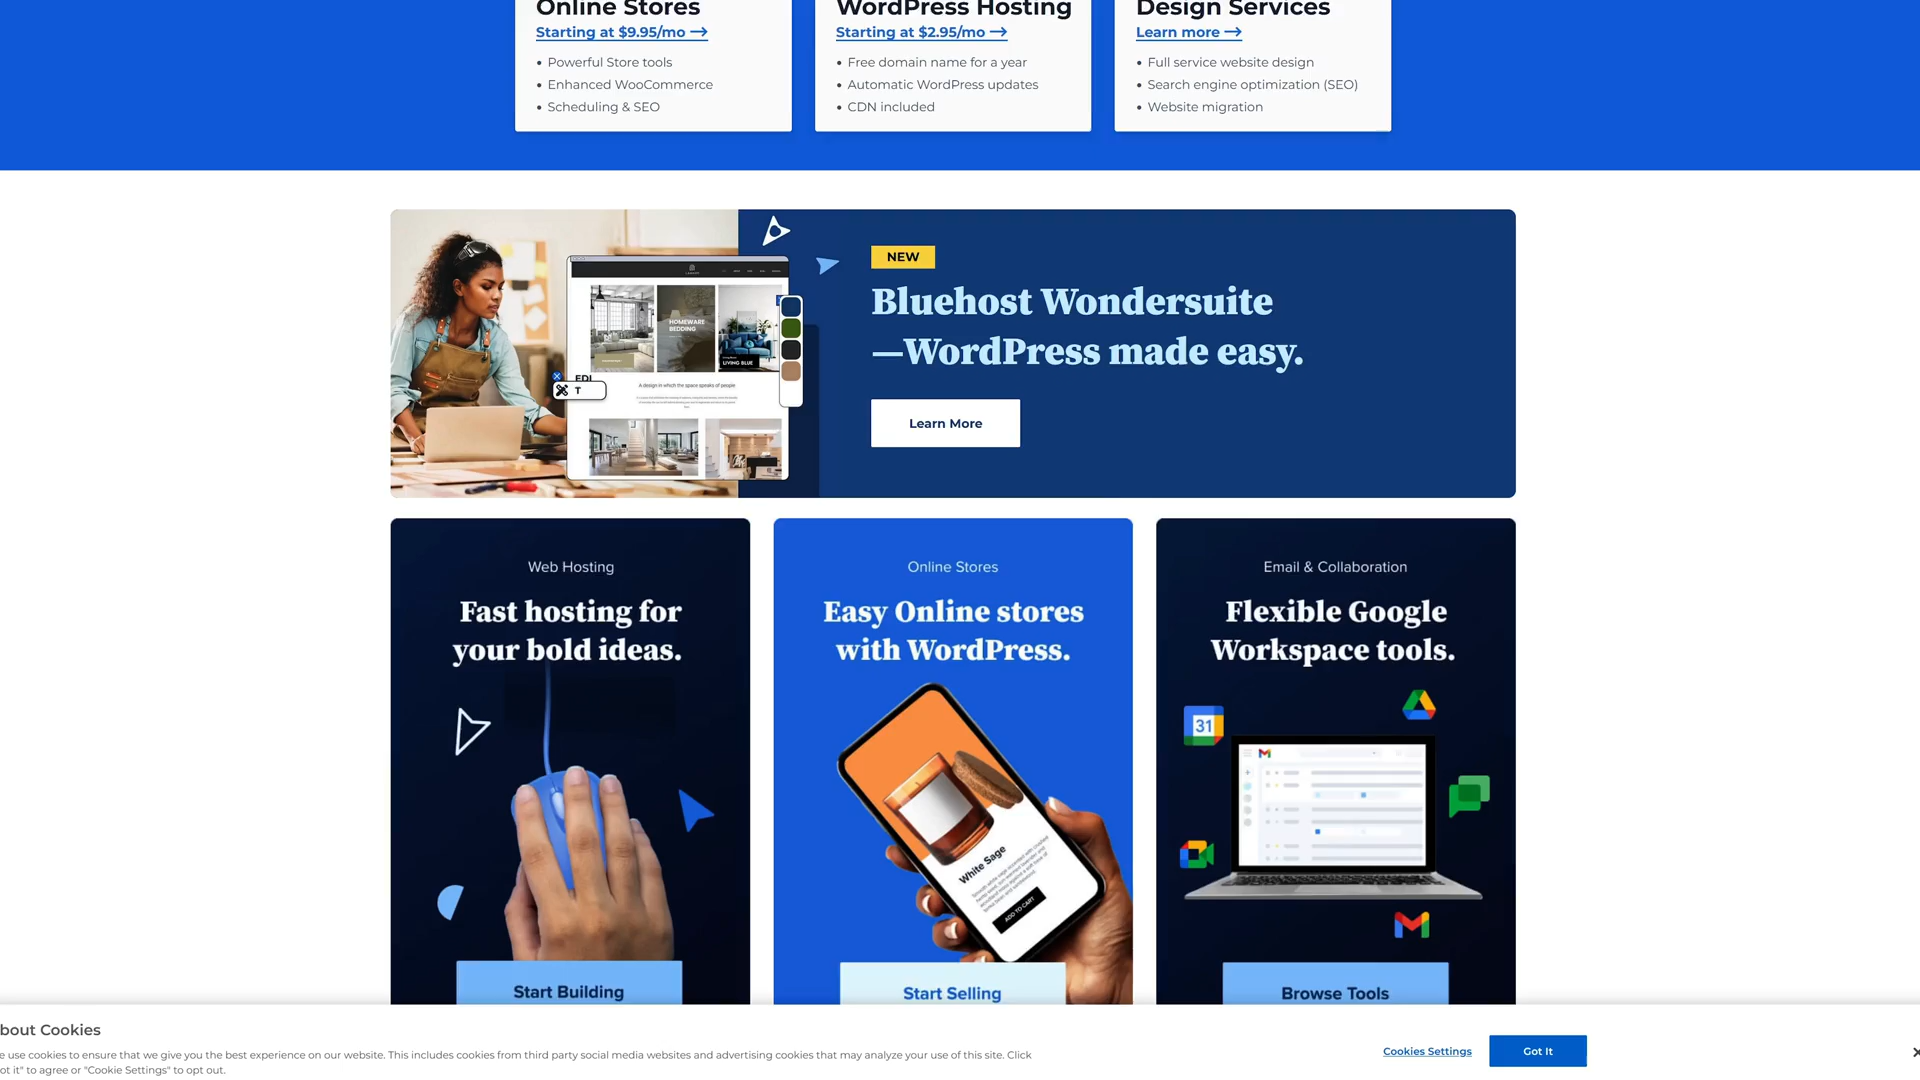 Online Stores
Starting at $9.95/mo
Powerful Store tools
Enhanced WooCommerce
Scheduling & SEO
WordPress Hosting
Starting at $2.95/mo
Free domain name for a year
Automatic WordPress updates
CDN included
Design Services
Learn more
Full service website design
Search engine optimization (SEO)
Website migration
HOMEWARE
BEDDING
LIVING BLUE
A design in which the space speaks of people
EDI
T
NEW
Bluehost Wondersuite
—WordPress made easy.
Learn More
Web Hosting
Fast hosting for
your bold ideas.
Start Building
Online Stores
Easy Online stores
with WordPress.
White Sage
ADD TO CART
Start Selling
Email & Collaboration
Flexible Google
Workspace tools.
31
Browse Tools
bout Cookies
e use cookies to ensure that we give you the best experience on our website. This includes cookies from third party social media websites and advertising cookies that may analyze your use of this site. Click
ot it" to agree or "Cookie Settings" to opt out.
Cookies Settings
Got It